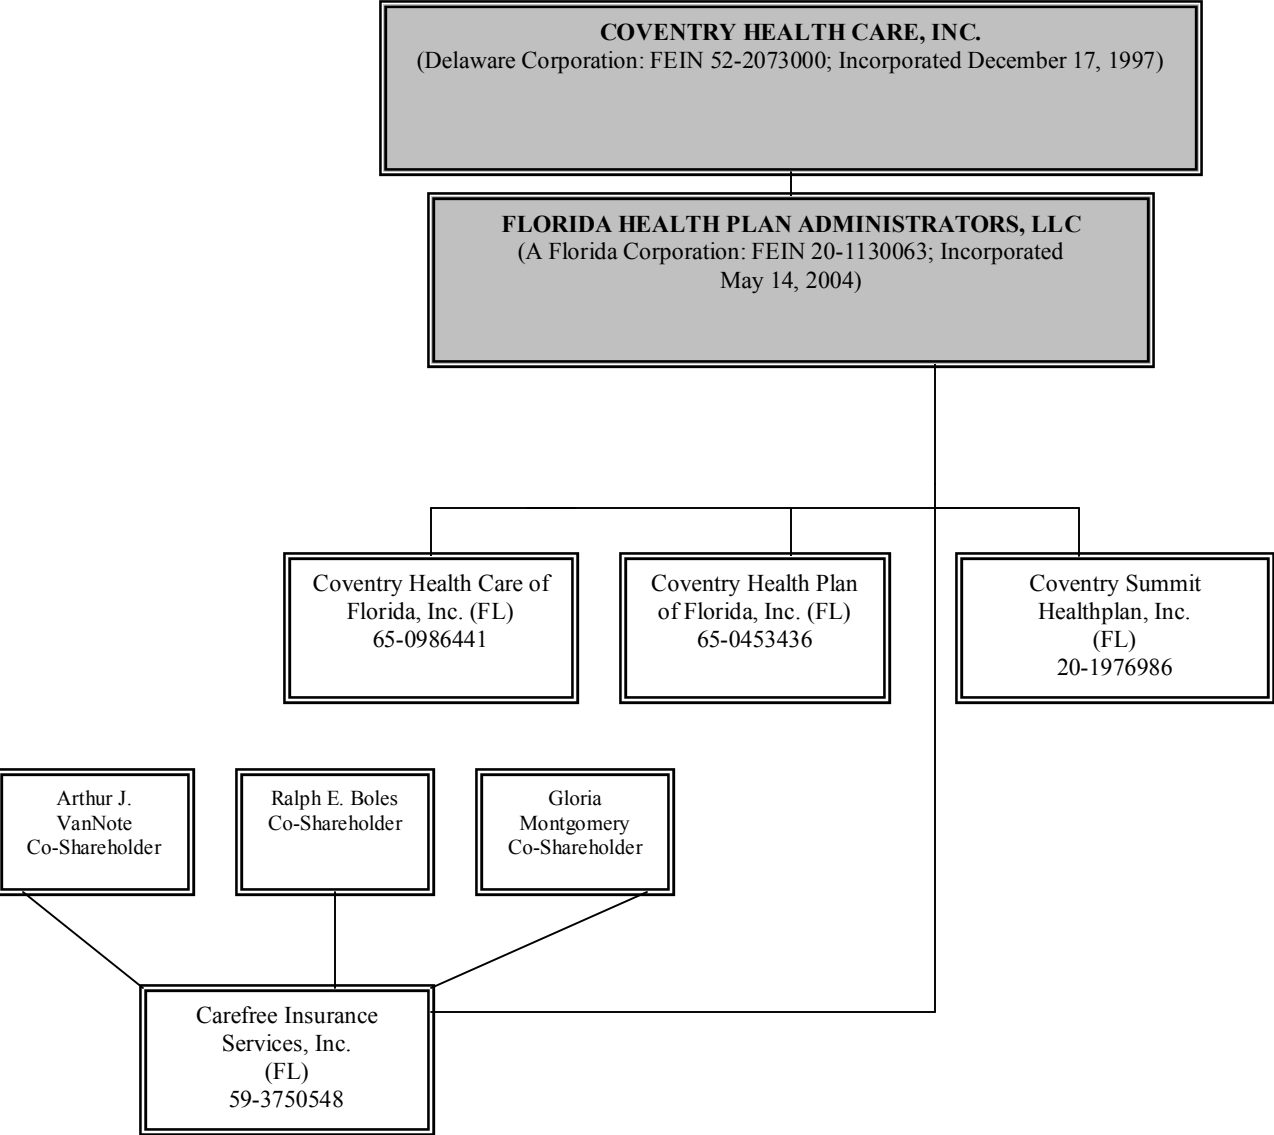 COVENTRY HEALTH CARE, INC.
(Delaware Corporation: FEIN 52-2073000; Incorporated December 17, 1997)
FLORIDA HEALTH PLAN ADMINISTRATORS, LLC
(A Florida Corporation: FEIN 20-1130063; Incorporated
May 14, 2004)
Coventry Health Care of
Florida, Inc. (FL)
65-0986441
Coventry Health Plan
of Florida, Inc. (FL)
65-0453436
Coventry Summit
Healthplan, Inc.
(FL)
20-1976986
Arthur J.
VanNote
Co-Shareholder
Ralph E. Boles
Co-Shareholder
Gloria
Montgomery
Co-Shareholder
Carefree Insurance
Services, Inc.
(FL)
59-3750548